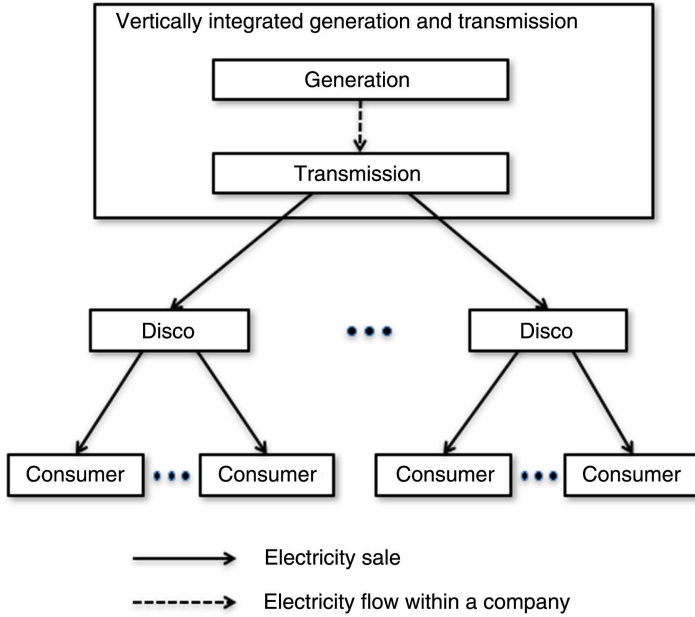 Vertically integrated generation and transmission
Generation
Transmission
Disco
Disco
Consumer
Consumer
Consumer
Consumer
Electricity sale
Electricity flow within a company